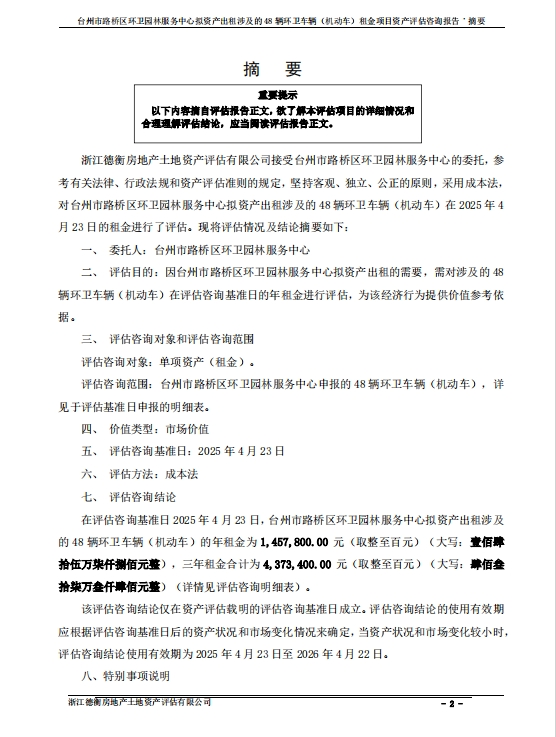 台州市路桥区环卫园林服务中心拟资产出租涉及的 48 辆环卫车辆（机动车）租金项目资产评估咨询报告·摘要
摘 要
重要提示
以下内容摘自评估报告正文，欲了解本评估项目的详细情况和
合理理解评估结论，应当阅读评估报告正文。
浙江德衡房地产土地资产评估有限公司接受台州市路桥区环卫园林服务中心的委托，参
考有关法律、行政法规和资产评估准则的规定，坚持客观、独立、公正的原则，采用成本法，
对台州市路桥区环卫园林服务中心拟资产出租涉及的 48 辆环卫车辆（机动车）在 2025 年 4
月 23 日的租金进行了评估。现将评估情况及结论摘要如下：
一、 委托人：台州市路桥区环卫园林服务中心
二、 评估目的：因台州市路桥区环卫园林服务中心拟资产出租的需要，需对涉及的 48
辆环卫车辆（机动车）在评估咨询基准日的年租金进行评估，为该经济行为提供价值参考依
据。
三、 评估咨询对象和评估咨询范围
评估咨询对象：单项资产（租金）。
评估咨询范围：台州市路桥区环卫园林服务中心申报的 48 辆环卫车辆（机动车），详
见于评估基准日申报的明细表。
四、 价值类型：市场价值
五、 评估咨询基准日：2025 年 4 月 23 日
六、 评估方法：成本法
七、 评估咨询结论
在评估咨询基准日 2025 年 4 月 23 日，台州市路桥区环卫园林服务中心拟资产出租涉及
的 48 辆环卫车辆（机动车）的年租金为 1,457,800.00 元（取整至百元）（大写：壹佰肆
拾伍万柒仟捌佰元整），三年租金合计为 4,373,400.00 元（取整至百元）（大写：肆佰叁
拾柒万叁仟肆佰元整）（详情见评估咨询明细表）。
该评估咨询结论仅在资产评估载明的评估咨询基准日成立。评估咨询结论的使用有效期
应根据评估咨询基准日后的资产状况和市场变化情况来确定，当资产状况和市场变化较小时，
评估咨询结论使用有效期为 2025 年 4 月 23 日至 2026 年 4 月 22 日。
八、特别事项说明
浙江德衡房地产土地资产评估有限公司
- 2 -